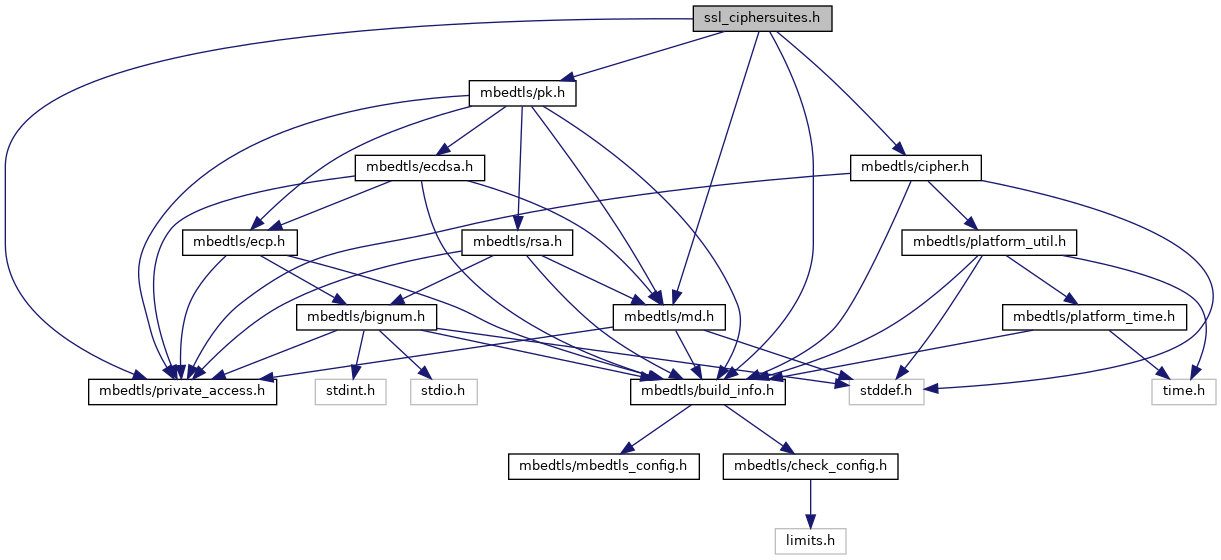 ssl_ciphersuites.h
mbedtls/pk.h
mbedtls/ecdsa.h
mbedtls/cipher.h
mbedtls/ecp.h
mbedtls/rsa.h
mbedtls/platform_util.h
mbedtls/bignum.h
mbedtls/md.h
mbedtls/platform_time.h
mbedtls/private_access.h
stdint.h
stdio.h
mbedtls/build_info.h
stddef.h
time.h
mbedtls/mbedtls_config.h
mbedtls/check_config.h
limits.h